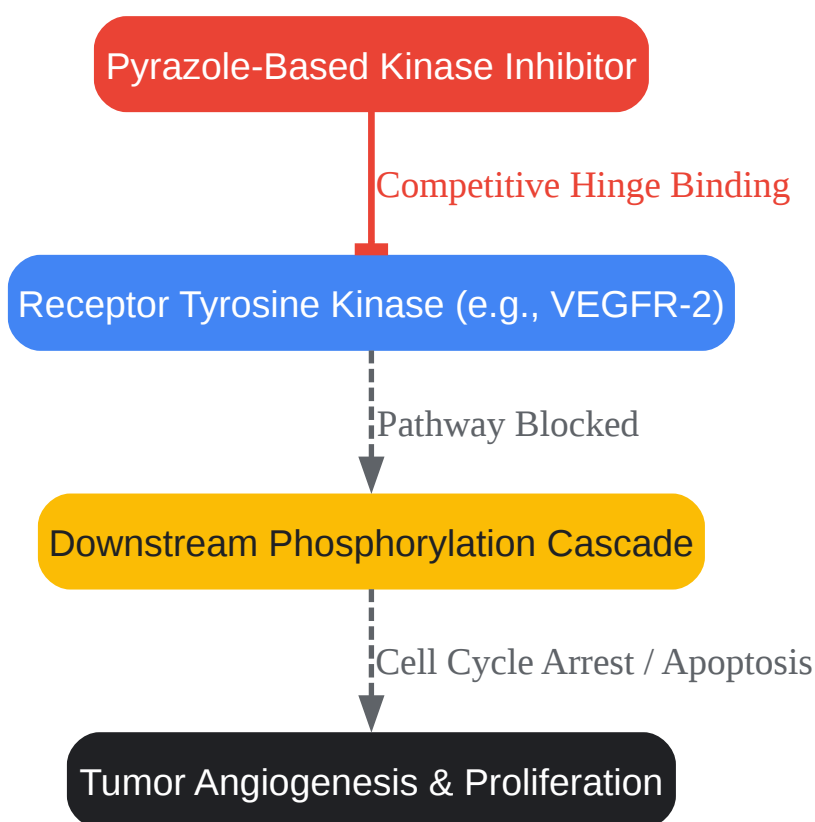 Pyrazole-Based Kinase Inhibitor
Competitive Hinge Binding
Receptor Tyrosine Kinase (e.g., VEGFR-2)
Pathway Blocked
Downstream Phosphorylation Cascade
Cell Cycle Arrest / Apoptosis
Tumor Angiogenesis & Proliferation